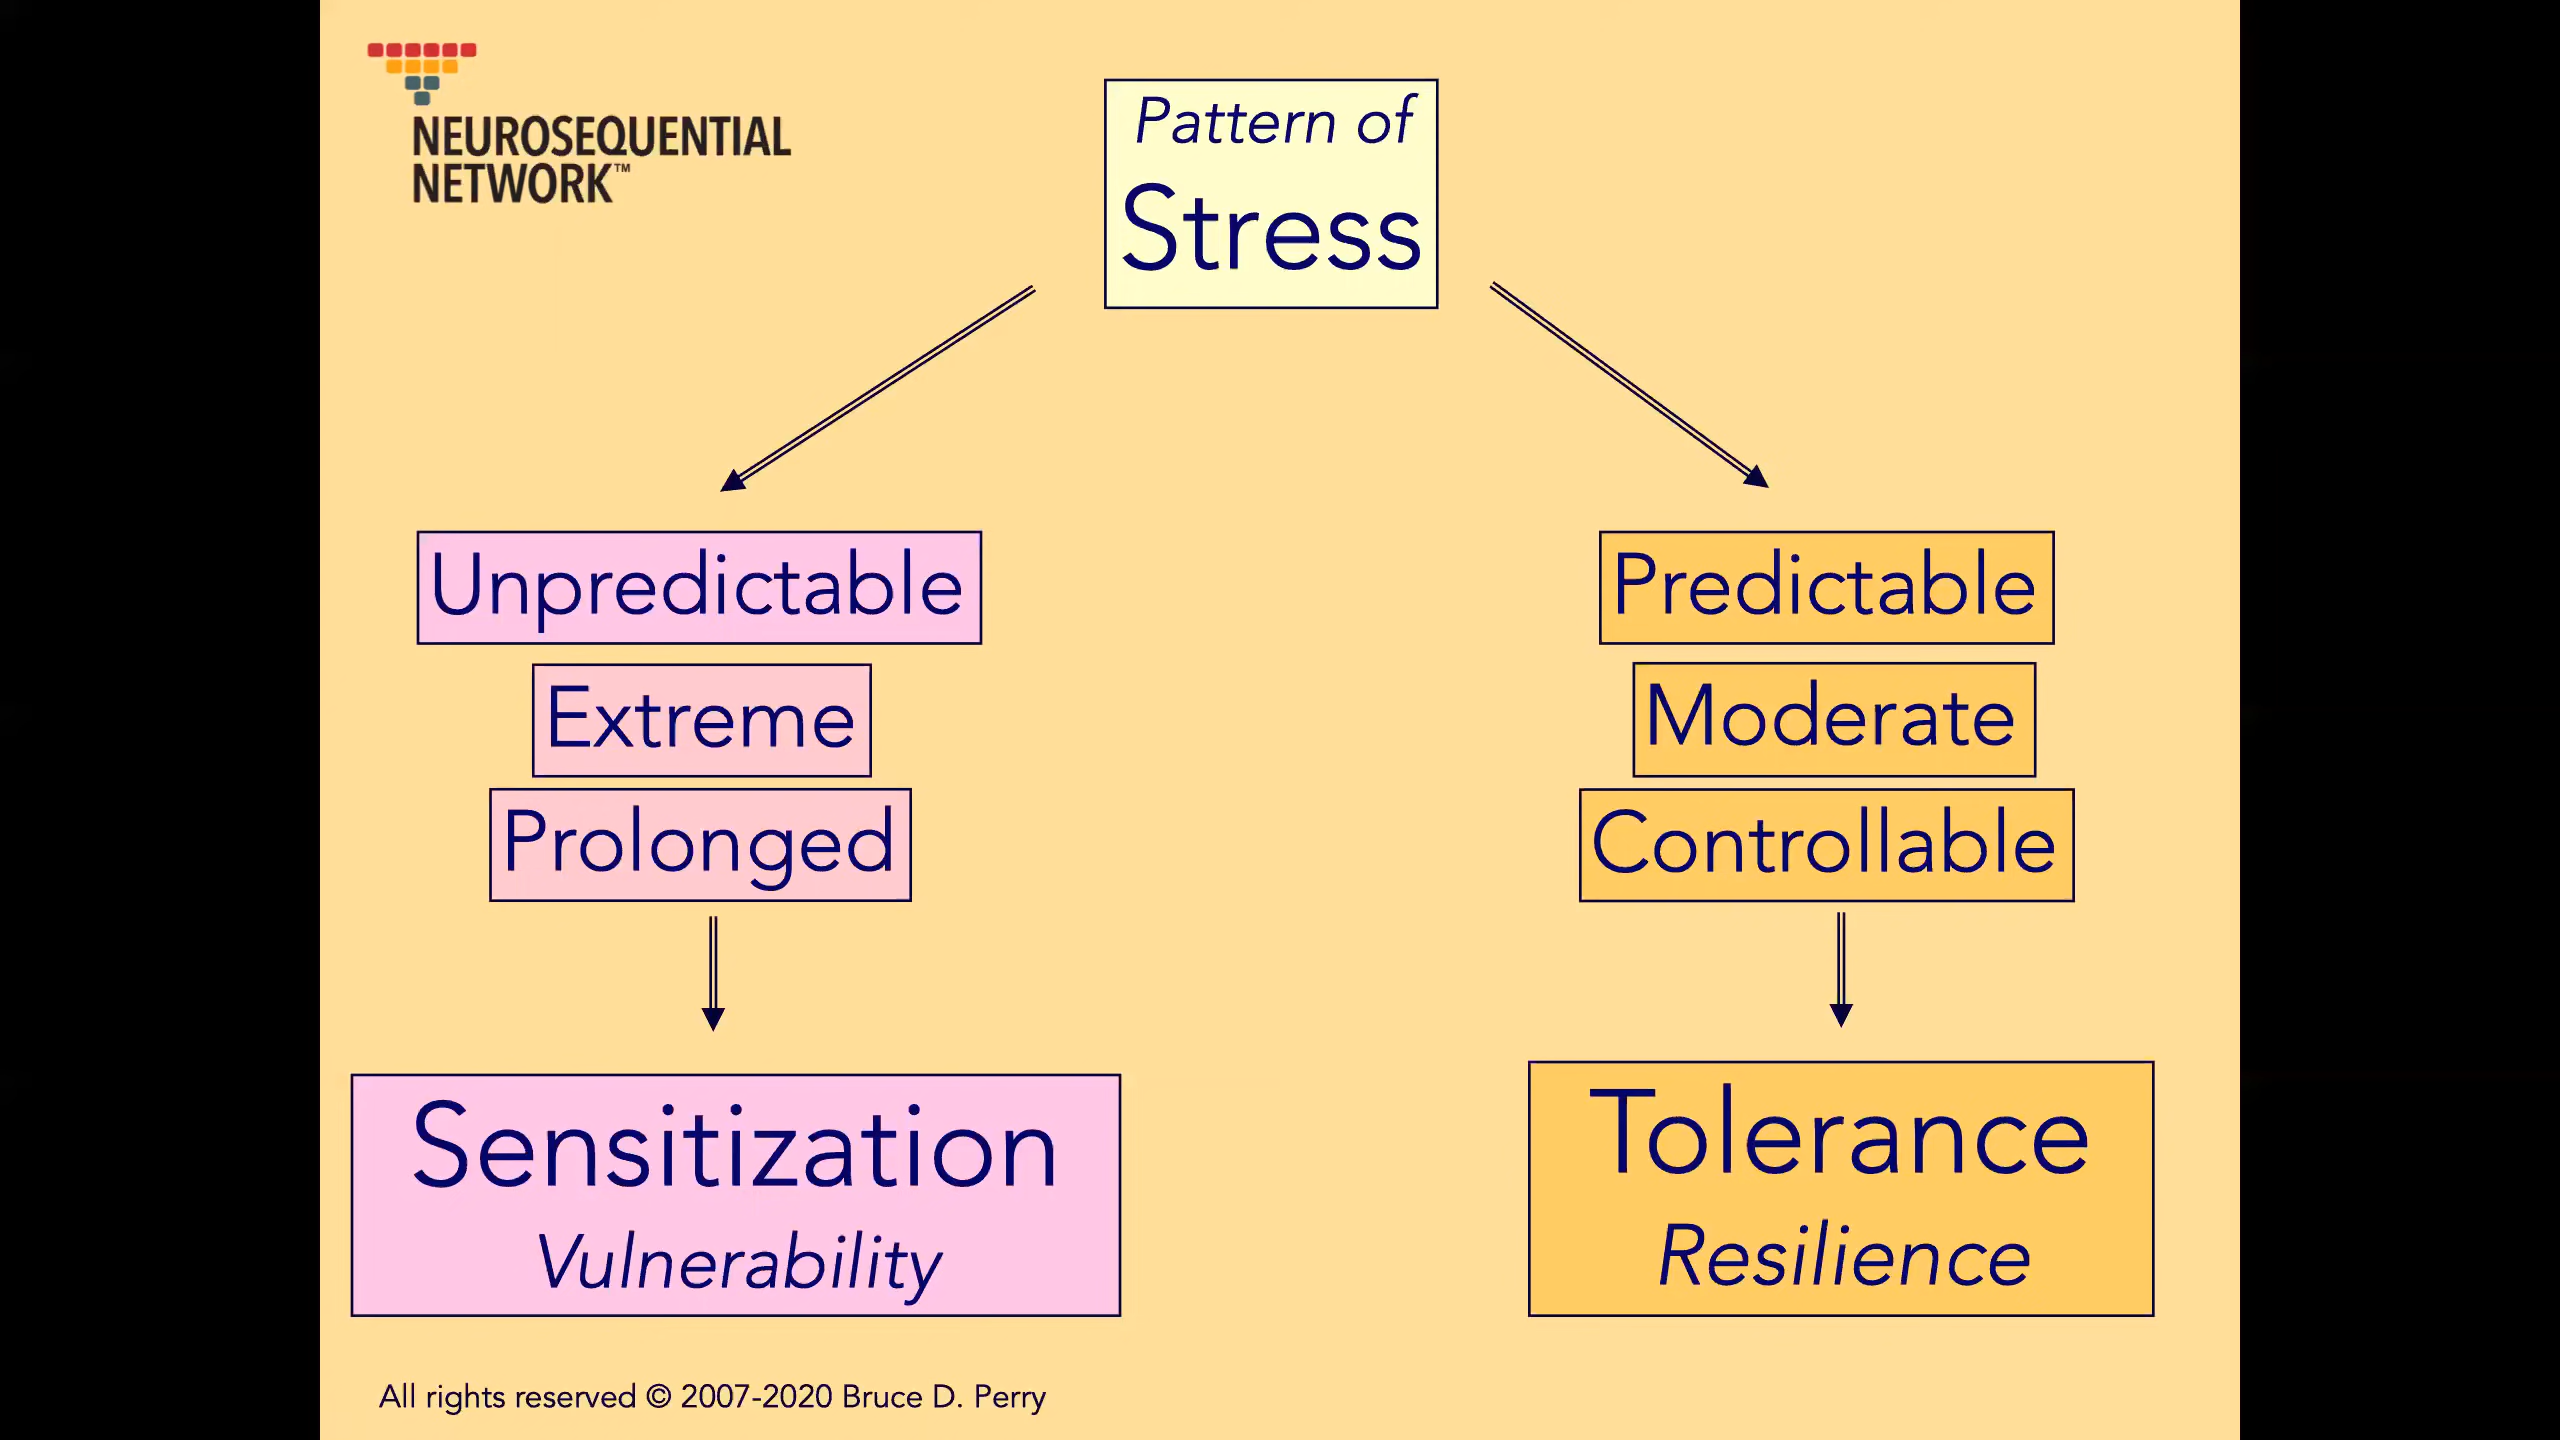 NEUROSEQUENTIAL
NETWORK™
Pattern of
Stress
Unpredictable
Extreme
Prolonged
Sensitization
Vulnerability
Predictable
Moderate
Controllable
Tolerance
Resilience
All rights reserved © 2007-2020 Bruce D. Perry